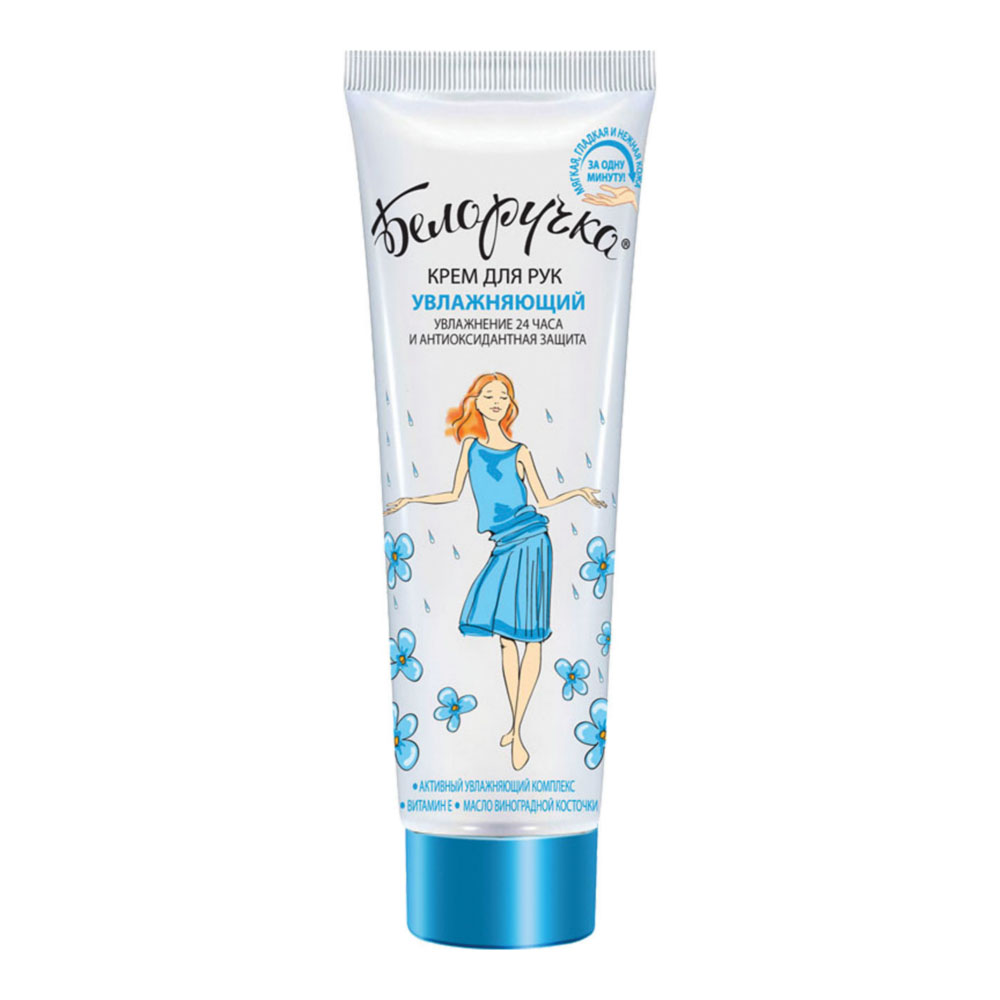 МЯГКАЯ, ГЛАДКАЯ И НЕЖНАЯ КОЖА
ЗА ОДНУ
МИНУТУ!
Белоручка®
КРЕМ ДЛЯ РУК
УВЛАЖНЯЮЩИЙ
УВЛАЖНЕНИЕ 24 ЧАСА
И АНТИОКСИДАНТНАЯ ЗАЩИТА
• АКТИВНЫЙ УВЛАЖНЯЮЩИЙ КОМПЛЕКС
• ВИТАМИН Е • МАСЛО ВИНОГРАДНОЙ КОСТОЧКИ